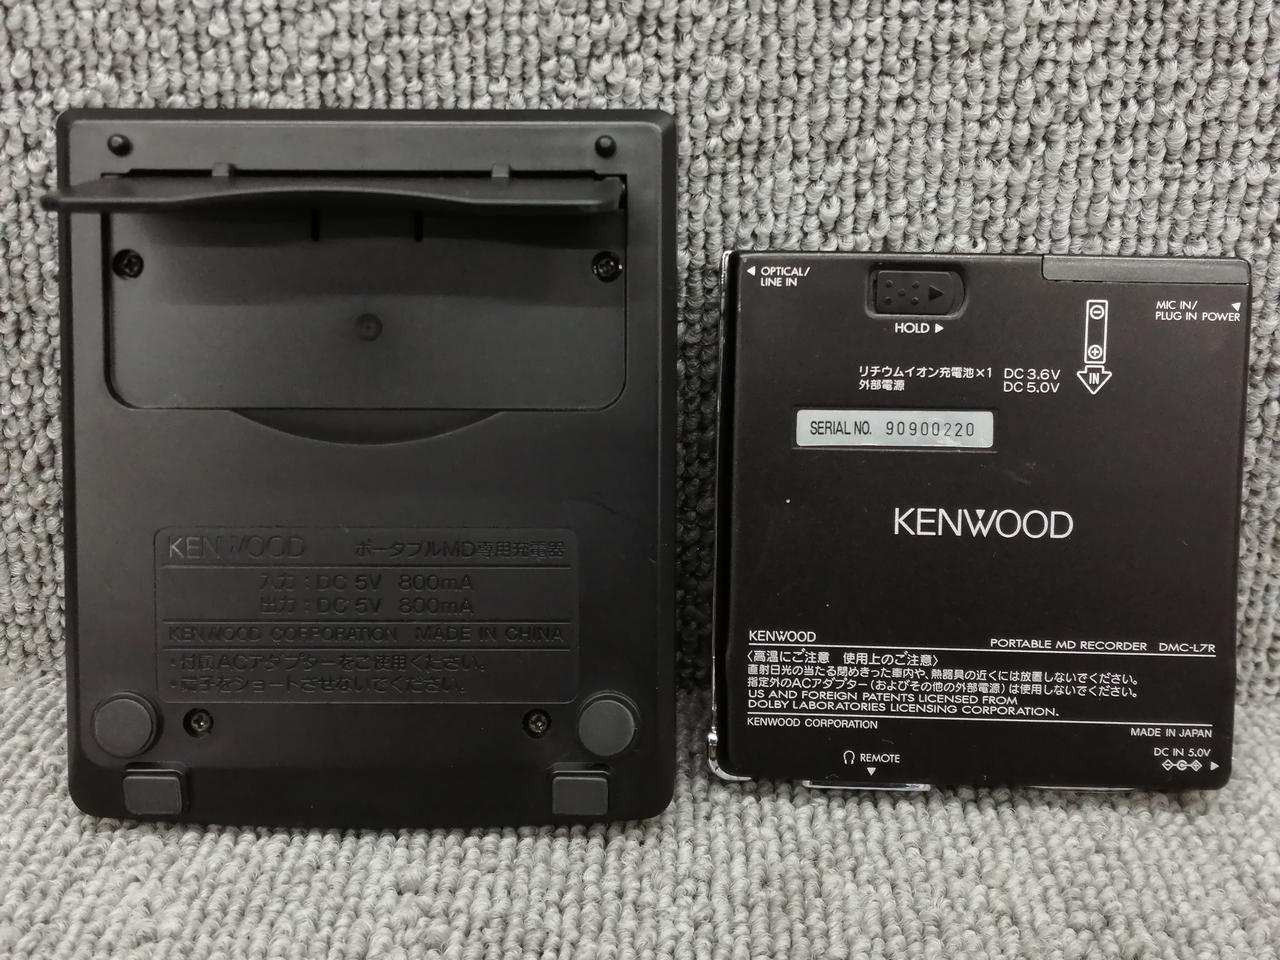 KENWOOD ポータブルMD専用充電器
入力：DC 5V 800mA
出力：DC 5V 800mA
KENWOOD CORPORATION MADE IN CHINA
•付属ACアダプターをご使用ください。
•端子をショートさせないでください。
◀ OPTICAL/
LINE IN
HOLD ▶
MIC IN/
PLUG IN POWER
IN
リチウムイオン充電池×1 DC 3.6V
外部電源 DC 5.0V
SERIAL NO. 90900220
KENWOOD
KENWOOD PORTABLE MD RECORDER DMC-L7R
〈高温にご注意 使用上のご注意〉
直射日光の当たる閉めきった車内や、熱器具の近くには放置しないでください。
指定外のACアダプター(およびその他の外部電源)は使用しないでください。
US AND FOREIGN PATENTS LICENSED FROM
DOLBY LABORATORIES LICENSING CORPORATION.
KENWOOD CORPORATION MADE IN JAPAN
REMOTE
DC IN 5.0V